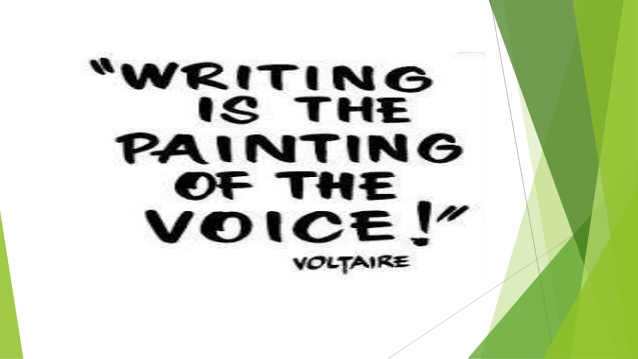 “WRITING
IS THE
PAINTING
OF THE
VOICE!”
VOLTAIRE